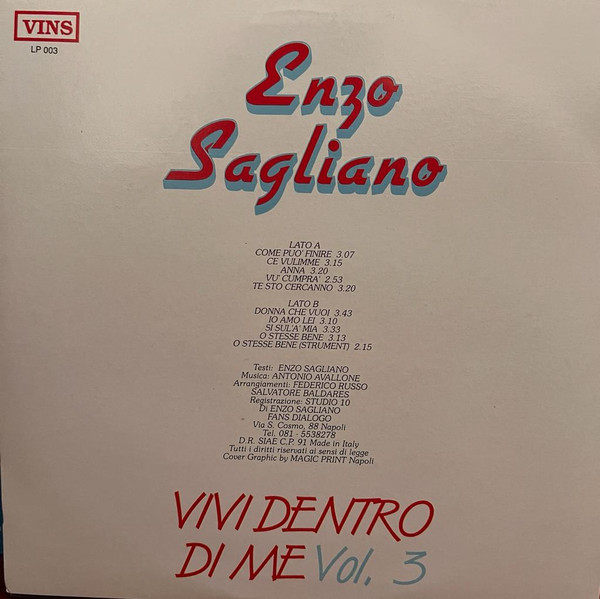 VINS
LP 003
Enzo
Sagliano
LATO A
COME PUO' FINIRE 3.07
CE VULIMME 3.15
ANNA 3.20
VU' CUMPRA' 2.53
TE STO CERCANNO 3.20
LATO B
DONNA CHE VUOI 3.43
IO AMO LEI 3.10
SI SUL'A' MIA 3.33
O STESSE BENE 3.13
O STESSE BENE (STRUMENT) 2.15
Testi: ENZO SAGLIANO
Musica: ANTONIO AVALLONE
Arrangiamenti: FEDERICO RUSSO
SALVATORE BALDARES
Registrazione: STUDIO 10
Di ENZO SAGLIANO
FANS DIALOGO
Via S. Cosmo, 88 Napoli
Tel. 081 - 5538278
D.R. SIAE C.P. 91 Made in Italy
Tutti i diritti riservati ai sensi di legge
Cover Graphic by MAGIC PRINT Napoli
VIVI DENTRO
DI ME Vol. 3